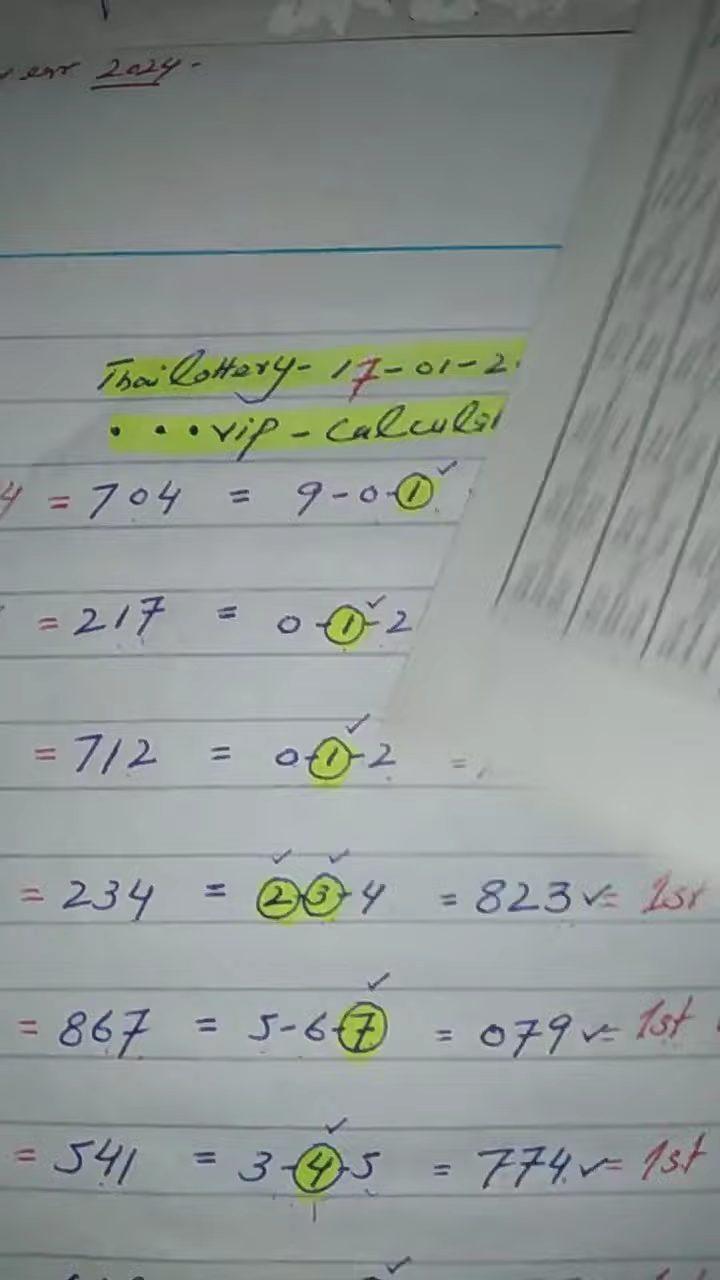 2024-
Thai Lottery- 17-01-2
• • • vip - Calcul
4 = 704 = 9-0-1 ✓
= 217 = 0-1-2 ✓
= 712 = 0-1-2 ✓ =
= 234 = 2-3-4 ✓ ✓ = 823 ✓ = 1st
= 867 = 5-6-7 ✓ = 079 ✓ = 1st
= 541 = 3-4-5 ✓ = 774 ✓ = 1st